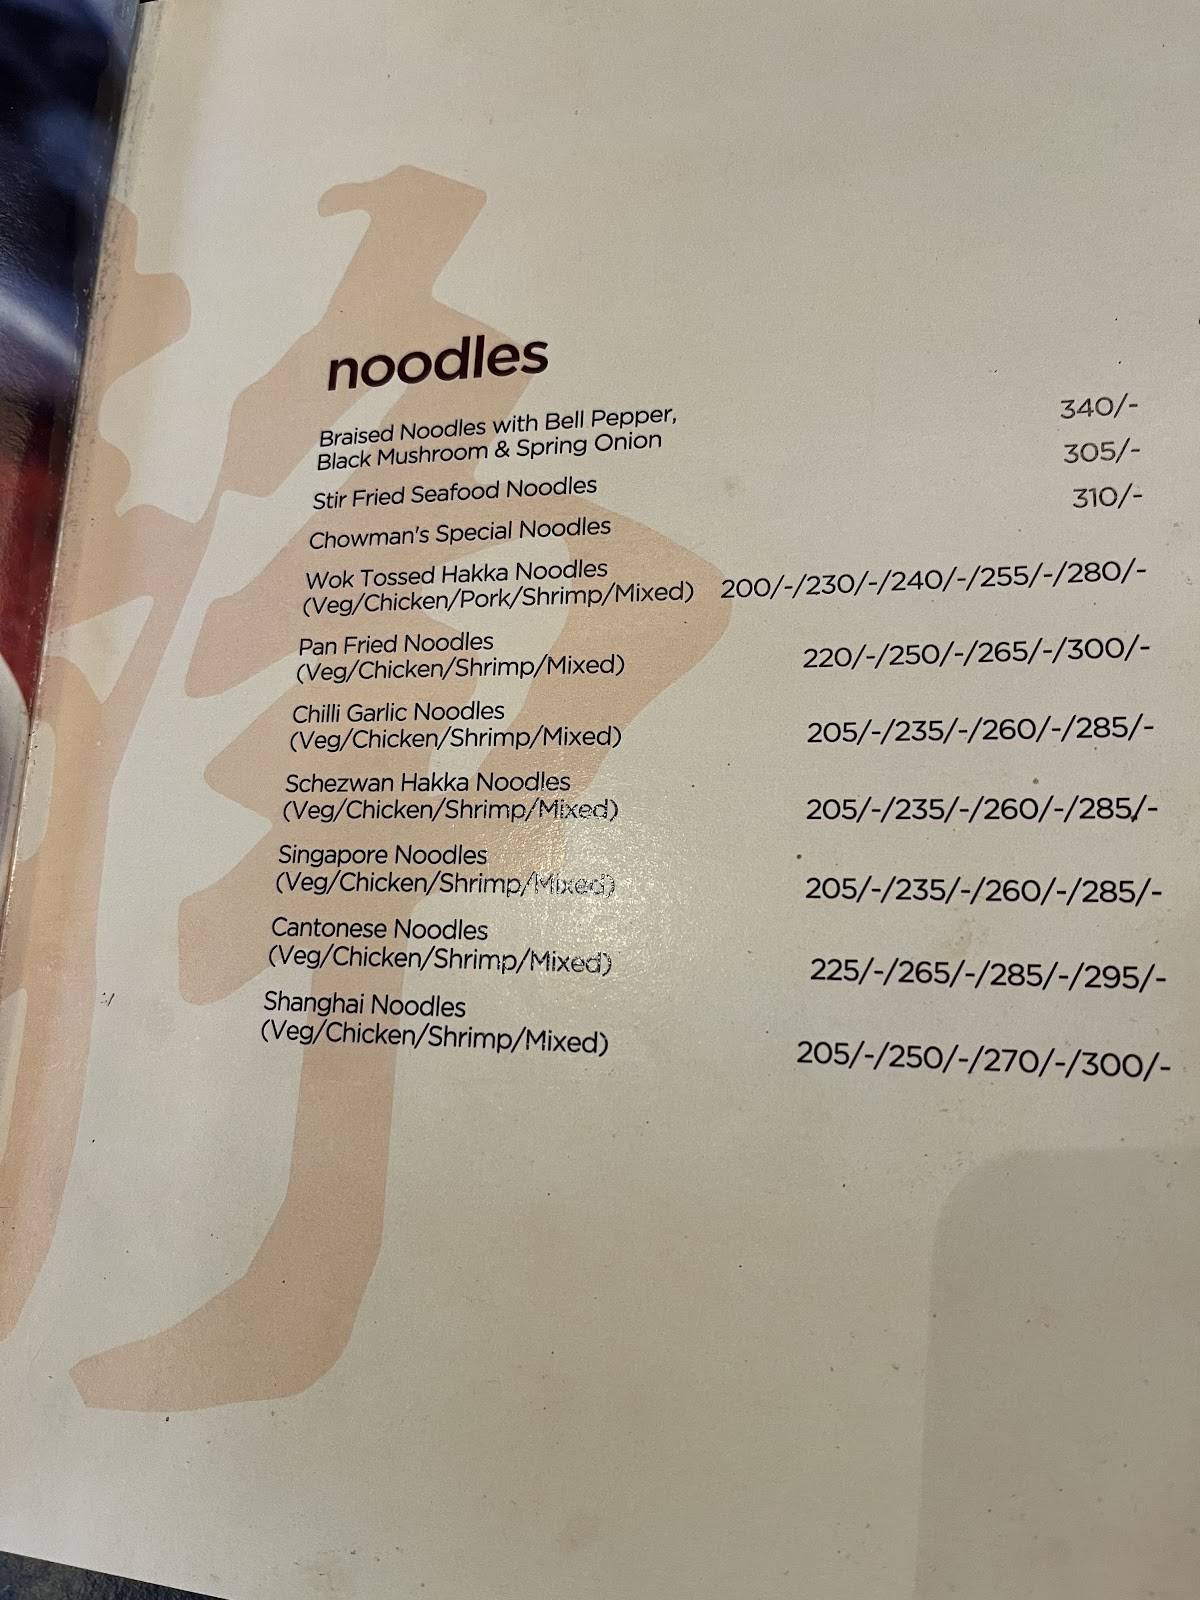 noodles
Braised Noodles with Bell Pepper, 340/-
Black Mushroom & Spring Onion
Stir Fried Seafood Noodles 305/-
Chowman's Special Noodles 310/-
Wok Tossed Hakka Noodles
(Veg/Chicken/Pork/Shrimp/Mixed) 200/-/230/-/240/-/255/-/280/-
Pan Fried Noodles
(Veg/Chicken/Shrimp/Mixed) 220/-/250/-/265/-/300/-
Chilli Garlic Noodles
(Veg/Chicken/Shrimp/Mixed) 205/-/235/-/260/-/285/-
Schezwan Hakka Noodles
(Veg/Chicken/Shrimp/Mixed) 205/-/235/-/260/-/285/-
Singapore Noodles
(Veg/Chicken/Shrimp/Mixed) 205/-/235/-/260/-/285/-
Cantonese Noodles
(Veg/Chicken/Shrimp/Mixed) 225/-/265/-/285/-/295/-
Shanghai Noodles
(Veg/Chicken/Shrimp/Mixed) 205/-/250/-/270/-/300/-